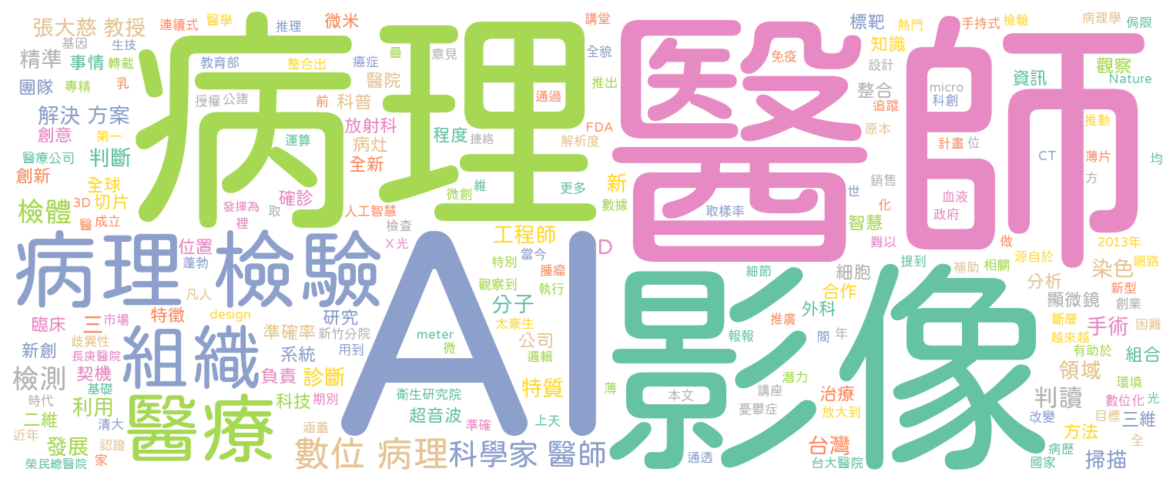 病理
醫師
AI
影像
病理 檢驗
組織
醫療
數位 病理
科學家 醫師
張大慈 教授
連續式
醫學
推理
微米
講堂
標靶
熱門
手持式
檢驗
病理學
侷限
精準
基因
生技
事情
轉載
教育部
整合出
癌症
壘
意見
全貌
免疫
知識
設計
資訊
觀察
Nature
團隊
專精
乳
授權
公諸
前
科普
醫院
通過
推出
整合
追蹤
micro
科創
解決 方案
創意
第一
運算
放射科
程度
捷絡
FDA
解析度
原本
計畫
位
推動
CT
薄片
均
醫療公司
判斷
病灶
全新
創新
全球
維
微創
更多
新
方
3D
切片
檢體
醫
成立
發揮為
裡
取
確診
人工智慧
檢查
數據
取樣率
世
化
銷售
血液
政府
智慧
難以
做
2013年
位置
蓬勃
X光
工程師
當今
D
源自於
網路
凡人
特別
腫瘤
觀察到
執行
細節
提到
細胞
補助
相關
染色
新型
分析
特徵
design
研究
分子
太豪生
合作
外科
顯微鏡
創業
臨床
三
市場
歧異性
準確率
新竹分院
meter
公司
邏輯
微
推廣
報報
間
年
斷層
手術
困難
越來越
新創
長庚醫院
系統
用到
有助於
組合
檢測
契機
基礎
負責
診斷
衛生研究院
特質
薄
本文
講座
潛力
治療
領域
環境
時代
利用
科技
期別
超音波
憂鬱症
放大到
判讀
數位化
光
二維
清大
涵蓋
準確
上天
改變
目標
三維
近年
發展
認證
台灣
方法
全
榮民總醫院
家
通透
台大醫院
病歷
國家
掃描